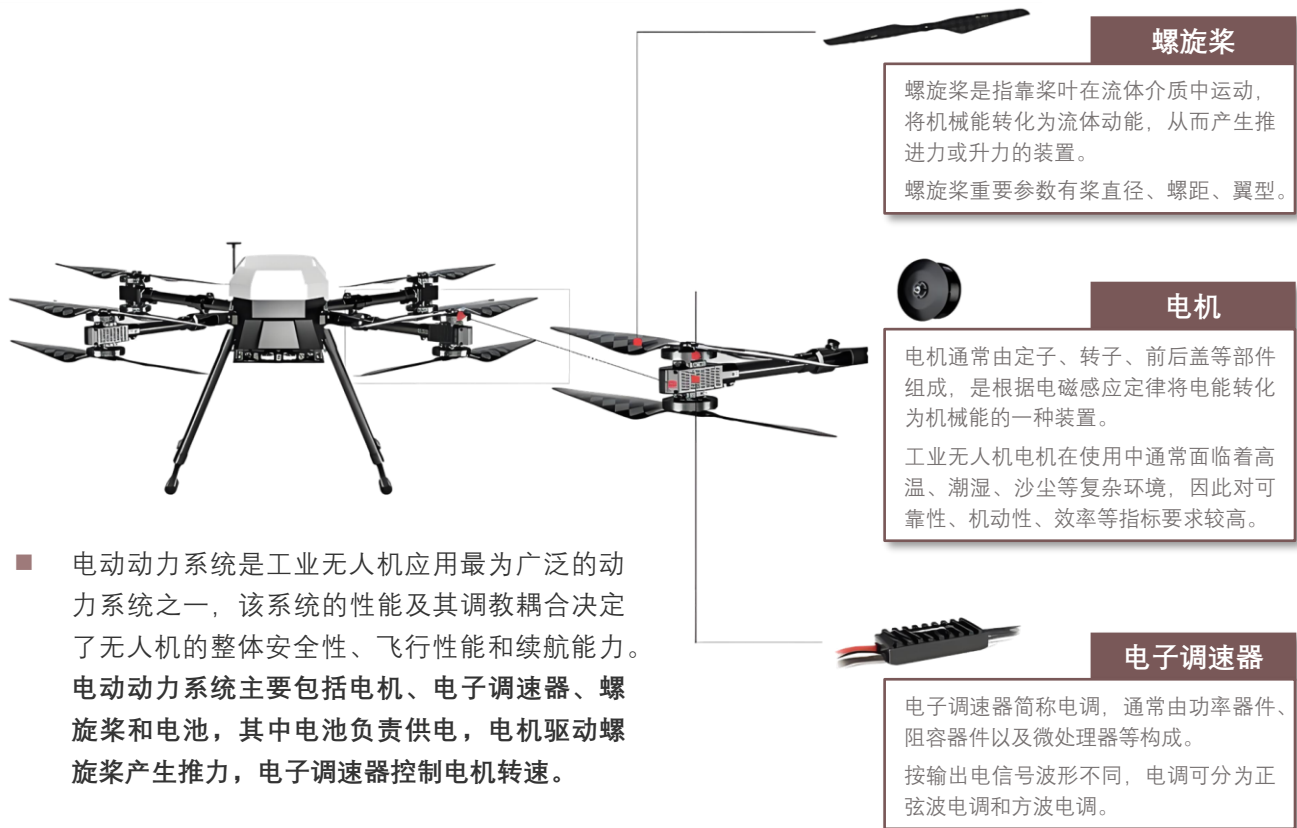 螺旋桨
螺旋桨是指靠桨叶在流体介质中运动，
将机械能转化为流体动能，从而产生推
进力或升力的装置。
螺旋桨重要参数有桨直径、螺距、翼型。
电机
电机通常由定子、转子、前后盖等部件
组成，是根据电磁感应定律将电能转化
为机械能的一种装置。
工业无人机电机在使用中通常面临着高
温、潮湿、沙尘等复杂环境，因此对可
靠性、机动性、效率等指标要求较高。
电动动力系统是工业无人机应用最为广泛的动
力系统之一，该系统的性能及其调教耦合决定
了无人机的整体安全性、飞行性能和续航能力。
电动动力系统主要包括电机、电子调速器、螺
旋桨和电池，其中电池负责供电，电机驱动螺
旋桨产生推力，电子调速器控制电机转速。
电子调速器
电子调速器简称电调，通常由功率器件、
阻容器件以及微处理器等构成。
按输出电信号波形不同，电调可分为正
弦波电调和方波电调。